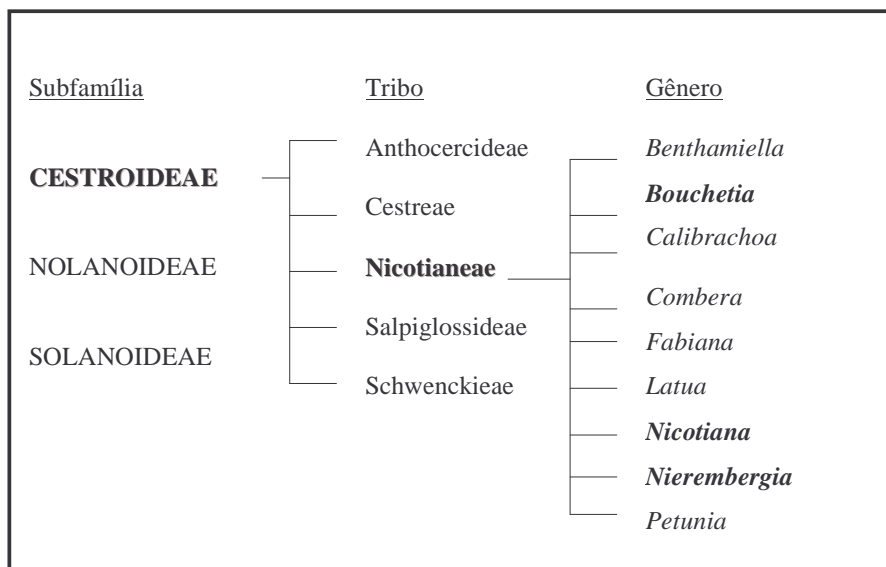 Subfamília Tribo Gênero
Anthocercideae Benthamiella
CESTROIDEAE Bouchetia
Cestreae Calibrachoa
NOLANOIDEAE Nicotianeae
Combera
Salpiglossideae Fabiana
SOLANOIDEAE
Schwenckieae Latua
Nicotiana
Nierembergia
Petunia